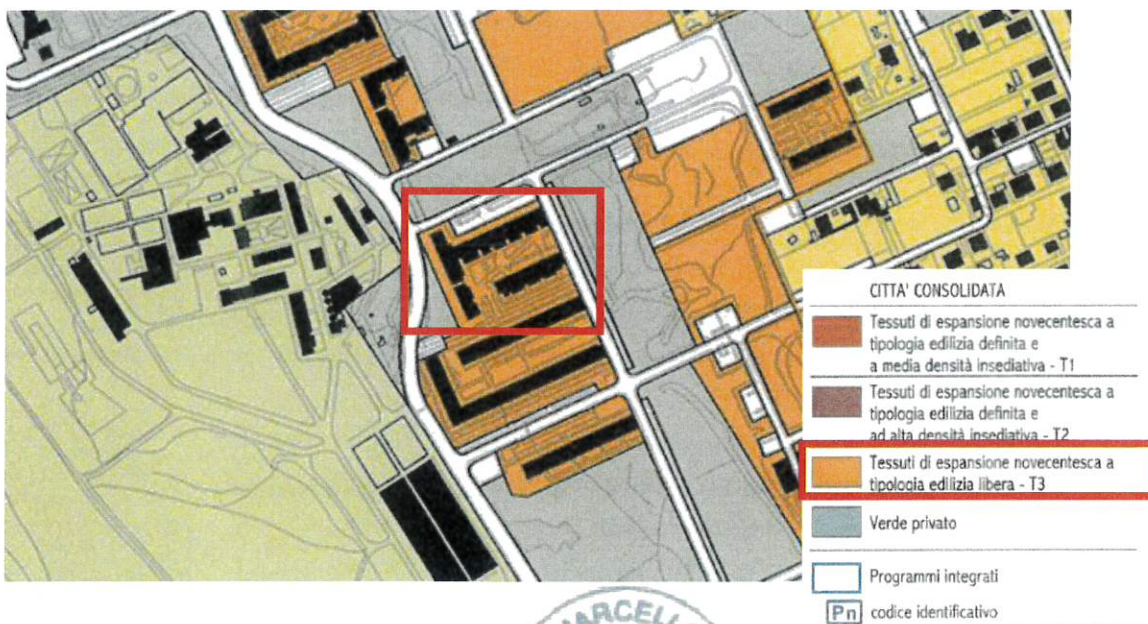 CITTA' CONSOLIDATA
Tessuti di espansione novecentesca a
tipologia edilizia definita e
a media densità insediativa - T1
Tessuti di espansione novecentesca a
tipologia edilizia definita e
ad alta densità insediativa - T2
Tessuti di espansione novecentesca a
tipologia edilizia libera - T3
Verde privato
Programmi integrati
Pn codice identificativo
MARCELL